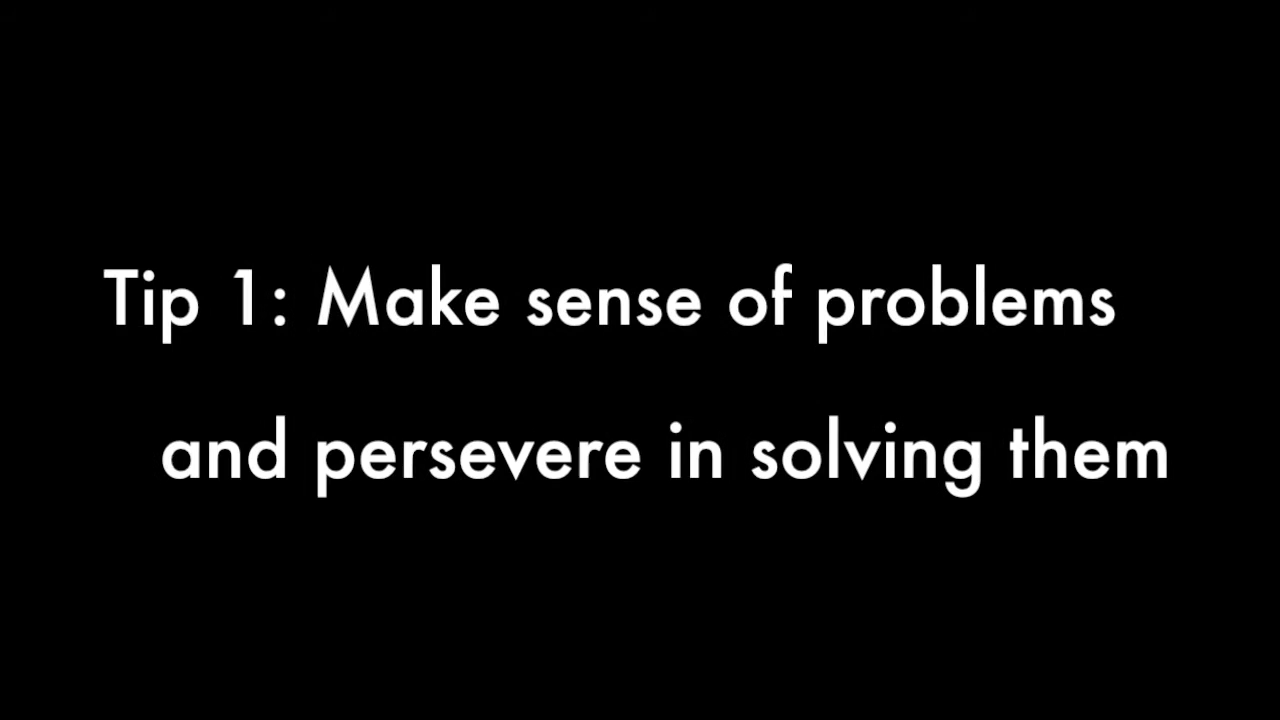 Tip 1: Make sense of problems
and persevere in solving them